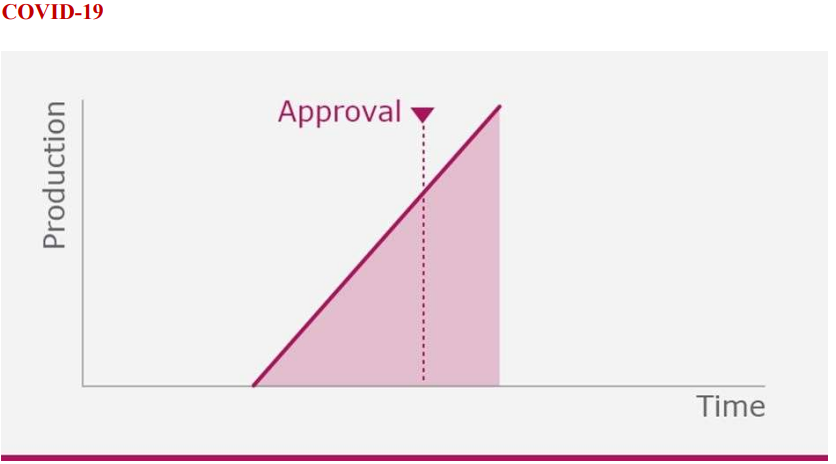 COVID-19
Approval
Production
Time